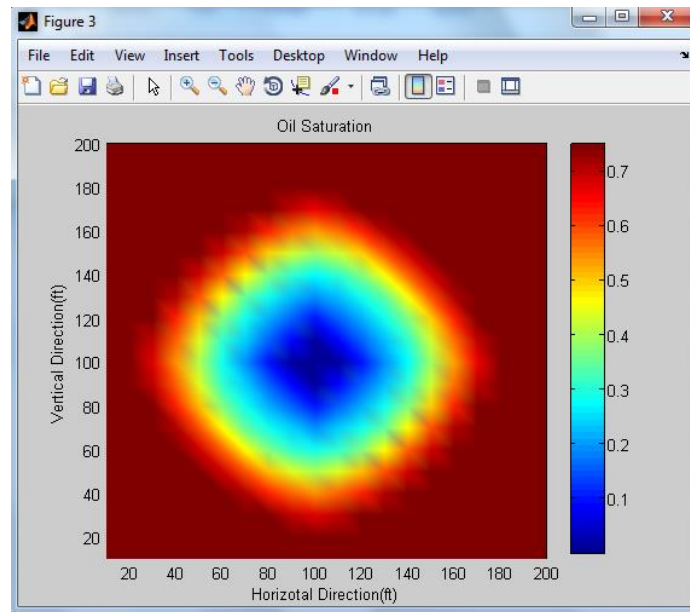 Figure 3
File Edit View Insert Tools Desktop Window Help
Oil Saturation
200
180
160
140
120
100
80
60
40
20
Vertical Direction(ft)
20 40 60 80 100 120 140 160 180 200
Horizotal Direction(ft)
0.7
0.6
0.5
0.4
0.3
0.2
0.1